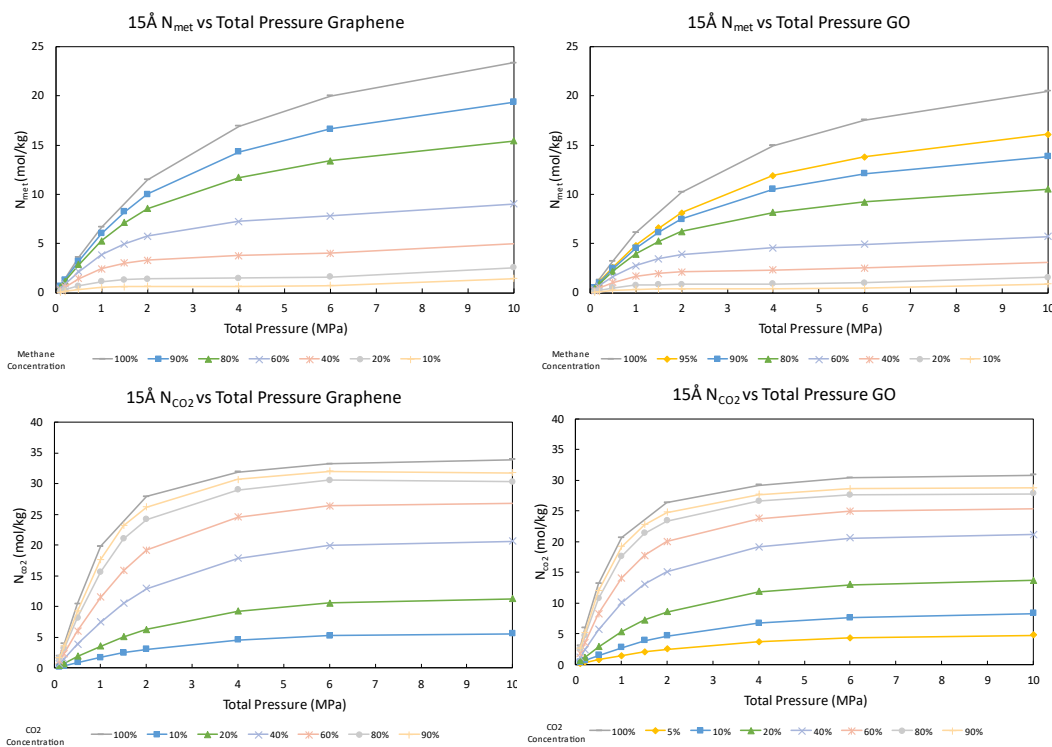 15Å N_met vs Total Pressure Graphene
25
20
15
10
5
0
N_met (mol/kg)
0 1 2 3 4 5 6 7 8 9 10
Total Pressure (MPa)
Methane Concentration
100% 90% 80% 60% 40% 20% 10%
15Å N_met vs Total Pressure GO
25
20
15
10
5
0
N_met (mol/kg)
0 1 2 3 4 5 6 7 8 9 10
Total Pressure (MPa)
Methane Concentration
100% 95% 90% 80% 60% 40% 20% 10%
15Å N_CO2 vs Total Pressure Graphene
40
35
30
25
20
15
10
5
0
N_co2 (mol/kg)
0 1 2 3 4 5 6 7 8 9 10
Total Pressure (MPa)
CO2 Concentration
100% 10% 20% 40% 60% 80% 90%
15Å N_CO2 vs Total Pressure GO
40
35
30
25
20
15
10
5
0
N_co2 (mol/kg)
0 1 2 3 4 5 6 7 8 9 10
Total Pressure (MPa)
CO2 Concentration
100% 5% 10% 20% 40% 60% 80% 90%